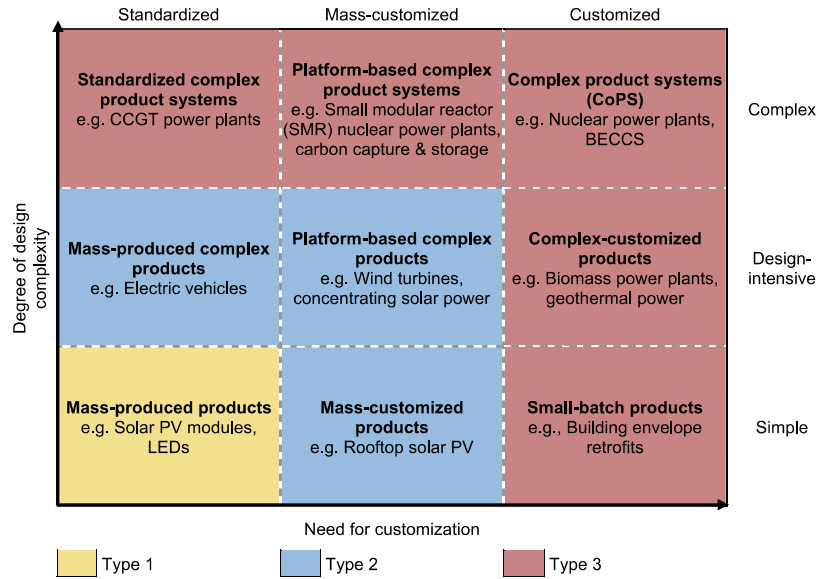 Standardized
Mass-customized
Customized
Standardized complex
product systems
e.g. CCGT power plants
Platform-based complex
product systems
e.g. Small modular reactor
(SMR) nuclear power plants,
carbon capture & storage
Complex product systems
(CoPS)
e.g. Nuclear power plants,
BECCS
Complex
Degree of design
complexity
Mass-produced complex
products
e.g. Electric vehicles
Platform-based complex
products
e.g. Wind turbines,
concentrating solar power
Complex-customized
products
e.g. Biomass power plants,
geothermal power
Design-
intensive
Mass-produced products
e.g. Solar PV modules,
LEDs
Mass-customized
products
e.g. Rooftop solar PV
Small-batch products
e.g., Building envelope
retrofits
Simple
Need for customization
Type 1
Type 2
Type 3